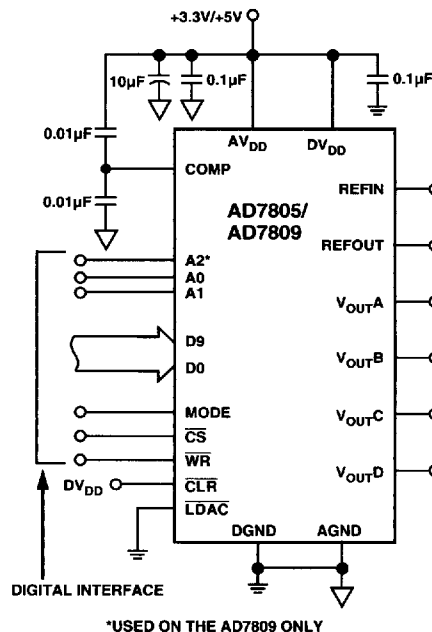 +3.3V/+5V
10µF
0.1µF
0.1µF
0.01µF
AVDD
DVDD
COMP
0.01µF
REFIN
AD7805/
AD7809
REFOUT
A2*
A0
A1
VOUTA
D9
D0
VOUTB
MODE
VOUTC
CS
WR
VOUTD
DVDD
CLR
LDAC
DGND
AGND
DIGITAL INTERFACE
*USED ON THE AD7809 ONLY